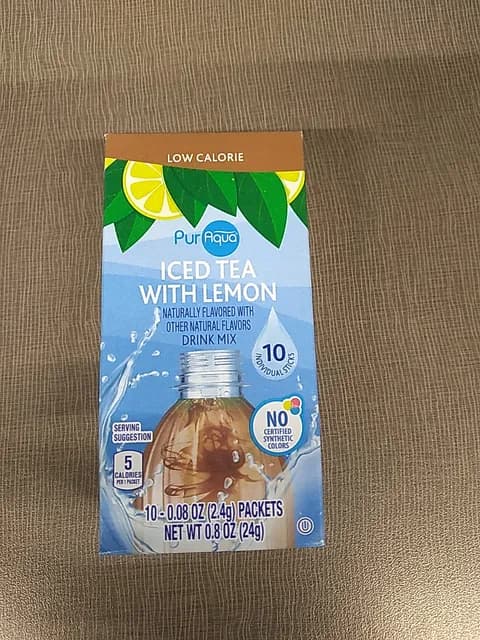 LOW CALORIE
Pur Aqua
ICED TEA
WITH LEMON
NATURALLY FLAVORED WITH
OTHER NATURAL FLAVORS
DRINK MIX
10
INDIVIDUAL STICKS
NO
CERTIFIED
SYNTHETIC
COLORS
SERVING
SUGGESTION
5
CALORIES
PER 1 PACKET
10 - 0.08 OZ (2.4g) PACKETS
NET WT 0.8 OZ (24g)
U